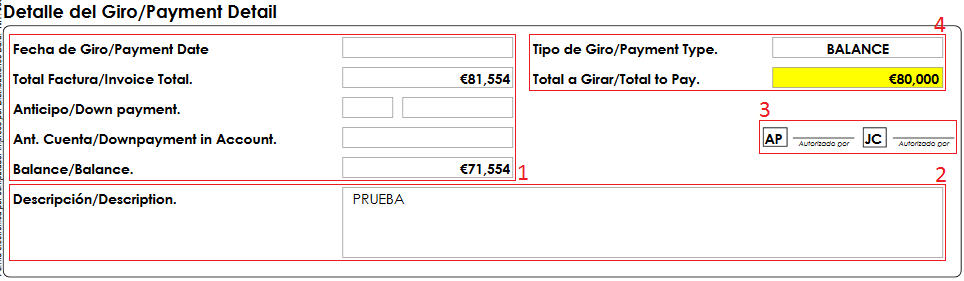 Detalle del Giro/Payment Detail
4
Fecha de Giro/Payment Date
Tipo de Giro/Payment Type. BALANCE
Total Factura/Invoice Total. €81,554
Total a Girar/Total to Pay. €80,000
Anticipo/Down payment.
3
Ant. Cuenta/Downpayment in Account.
AP Autorizado por JC Autorizado por
Balance/Balance. €71,554
1
2
Descripción/Description. PRUEBA